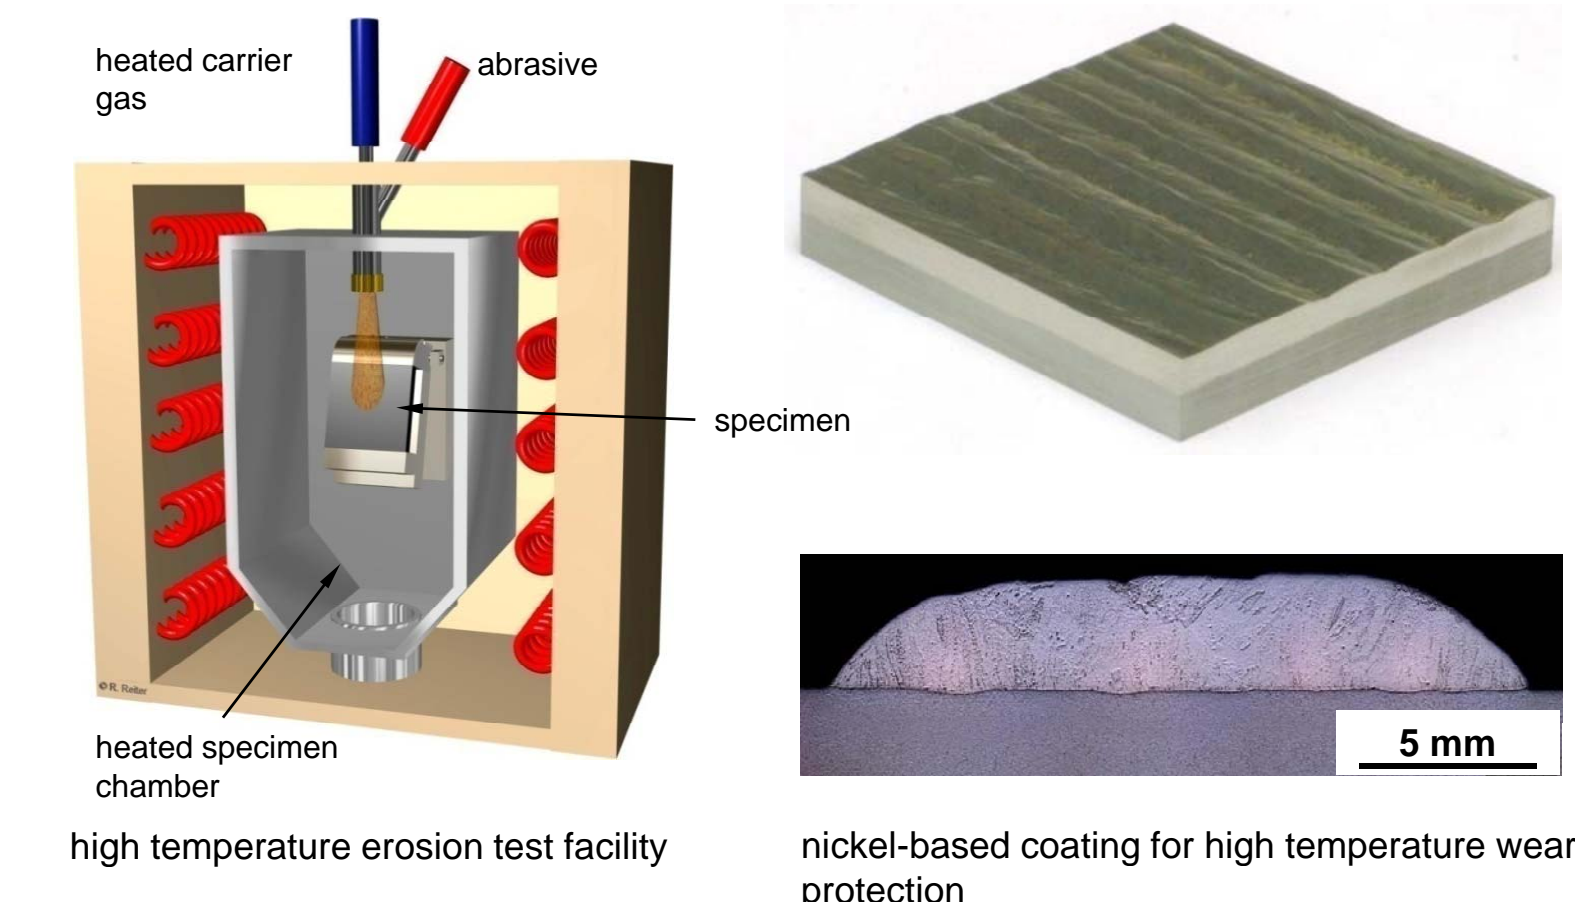 heated carrier
gas
abrasive
specimen
© R. Reiter
heated specimen
chamber
high temperature erosion test facility
5 mm
nickel-based coating for high temperature wear
protection